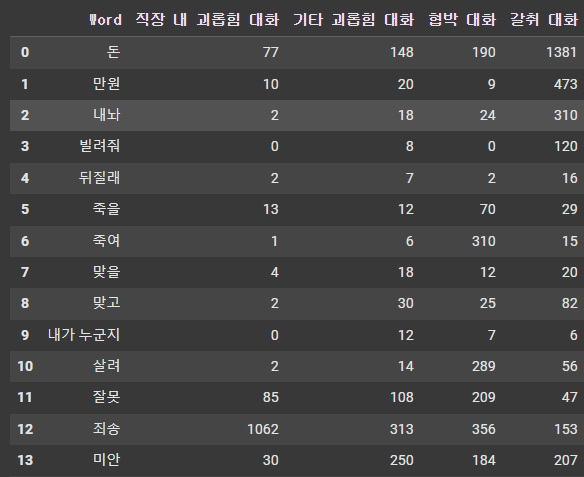 Word 직장 내 괴롭힘 대화 기타 괴롭힘 대화 협박 대화 갈취 대화
0 돈 77 148 190 1381
1 만원 10 20 9 473
2 내놔 2 18 24 310
3 빌려줘 0 8 0 120
4 뒤질래 2 7 2 16
5 죽을 13 12 70 29
6 죽여 1 6 310 15
7 맞을 4 18 12 20
8 맞고 2 30 25 82
9 내가 누군지 0 12 7 6
10 살려 2 14 289 56
11 잘못 85 108 209 47
12 죄송 1062 313 356 153
13 미안 30 250 184 207